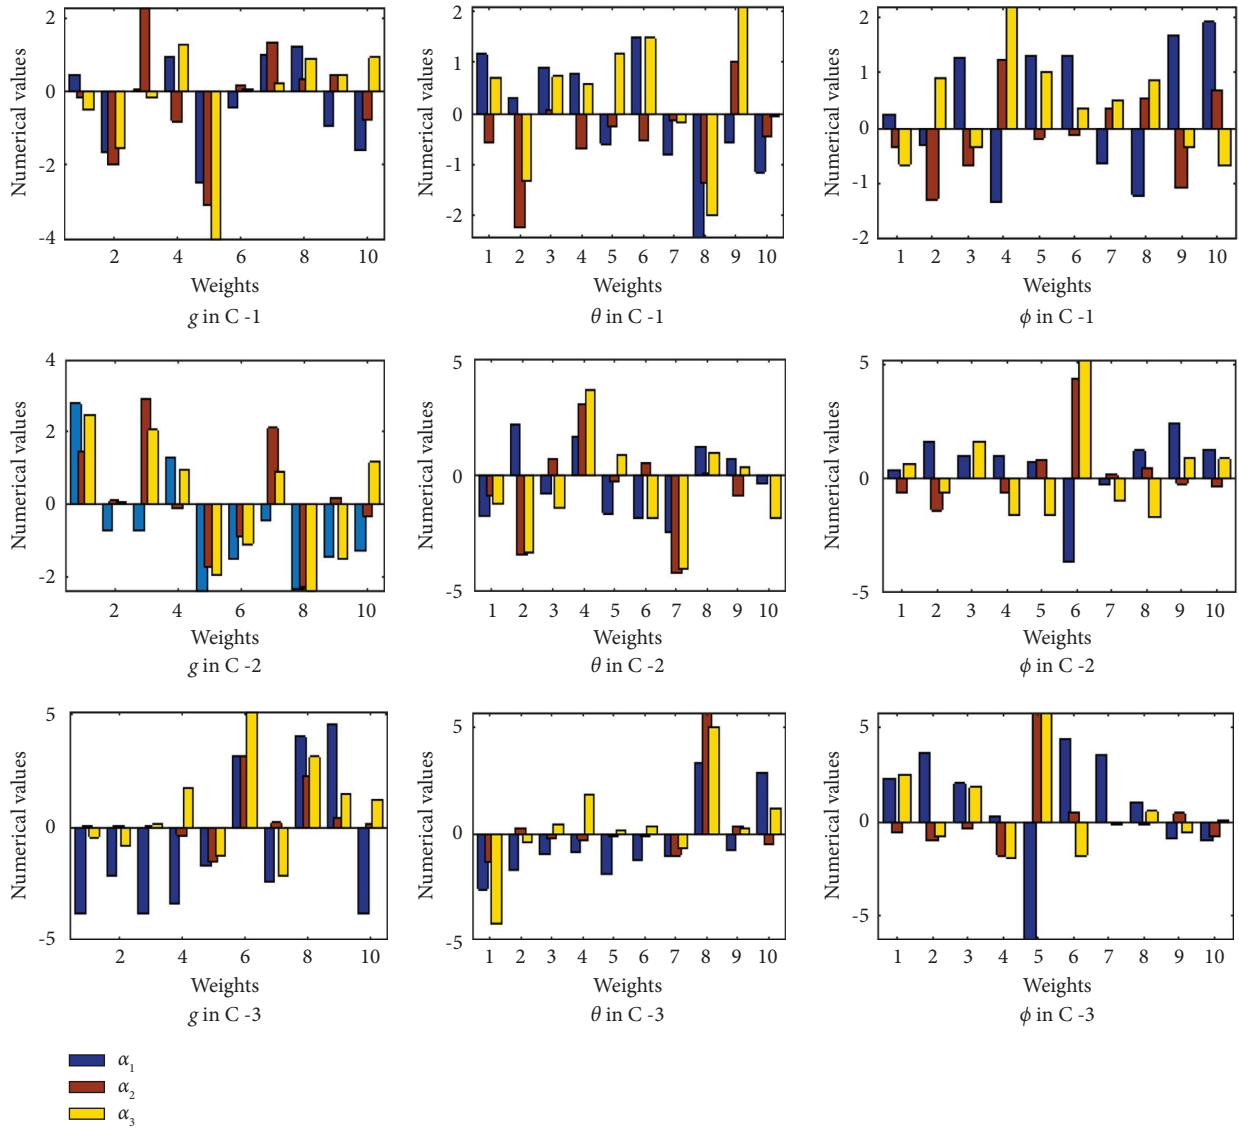 Numerical values
2
0
-2
-4
2 4 6 8 10
Weights
g in C -1
Numerical values
2
1
0
-1
-2
1 2 3 4 5 6 7 8 9 10
Weights
θ in C -1
Numerical values
2
1
0
-1
-2
1 2 3 4 5 6 7 8 9 10
Weights
ϕ in C -1
Numerical values
4
2
0
-2
2 4 6 8 10
Weights
g in C -2
Numerical values
5
0
-5
1 2 3 4 5 6 7 8 9 10
Weights
θ in C -2
Numerical values
5
0
-5
1 2 3 4 5 6 7 8 9 10
Weights
ϕ in C -2
Numerical values
5
0
-5
2 4 6 8 10
Weights
g in C -3
Numerical values
5
0
-5
1 2 3 4 5 6 7 8 9 10
Weights
θ in C -3
Numerical values
5
0
-5
1 2 3 4 5 6 7 8 9 10
Weights
ϕ in C -3
α₁
α₂
α₃